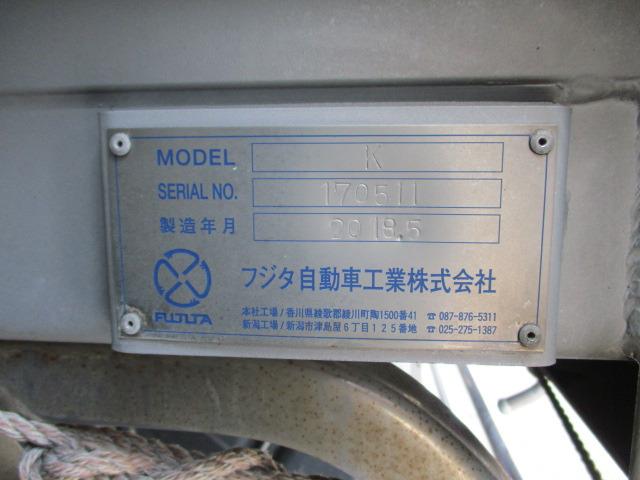 MODEL K
SERIAL NO. 170511
製造年月 2018.5
FUJITA
フジタ自動車工業株式会社
本社工場/香川県綾歌郡綾川町陶1500番41 ☎087-876-5311
新潟工場/新潟市津島屋6丁目125番地 ☎025-275-1387